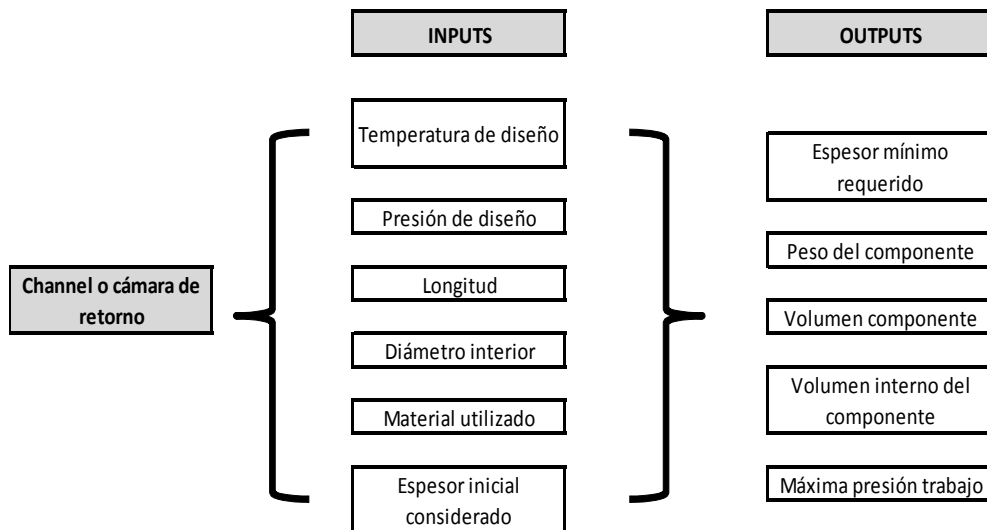 INPUTS
OUTPUTS
Channel o cámara de
retorno
Temperatura de diseño
Presión de diseño
Longitud
Diámetro interior
Material utilizado
Espesor inicial
considerado
Espesor mínimo
requerido
Peso del componente
Volumen componente
Volumen interno del
componente
Máxima presión trabajo